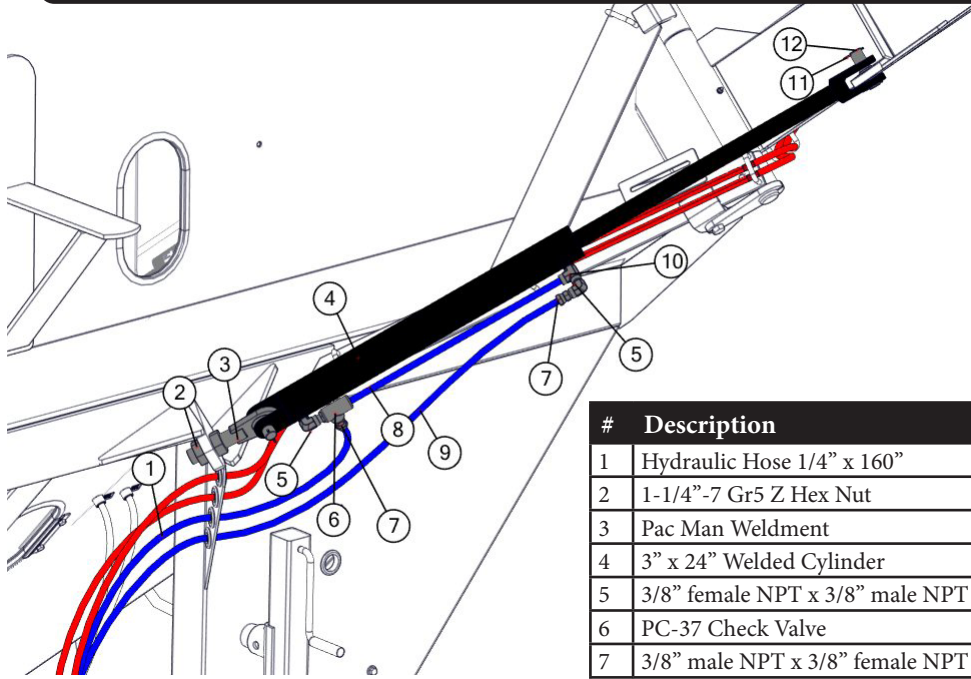 12
11
10
4
5
7
3
2
8
9
1
5
6
7
# Description
1 Hydraulic Hose 1/4” x 160”
2 1-1/4”-7 Gr5 Z Hex Nut
3 Pac Man Weldment
4 3” x 24” Welded Cylinder
5 3/8” female NPT x 3/8” male NPT
6 PC-37 Check Valve
7 3/8” male NPT x 3/8” female NPT